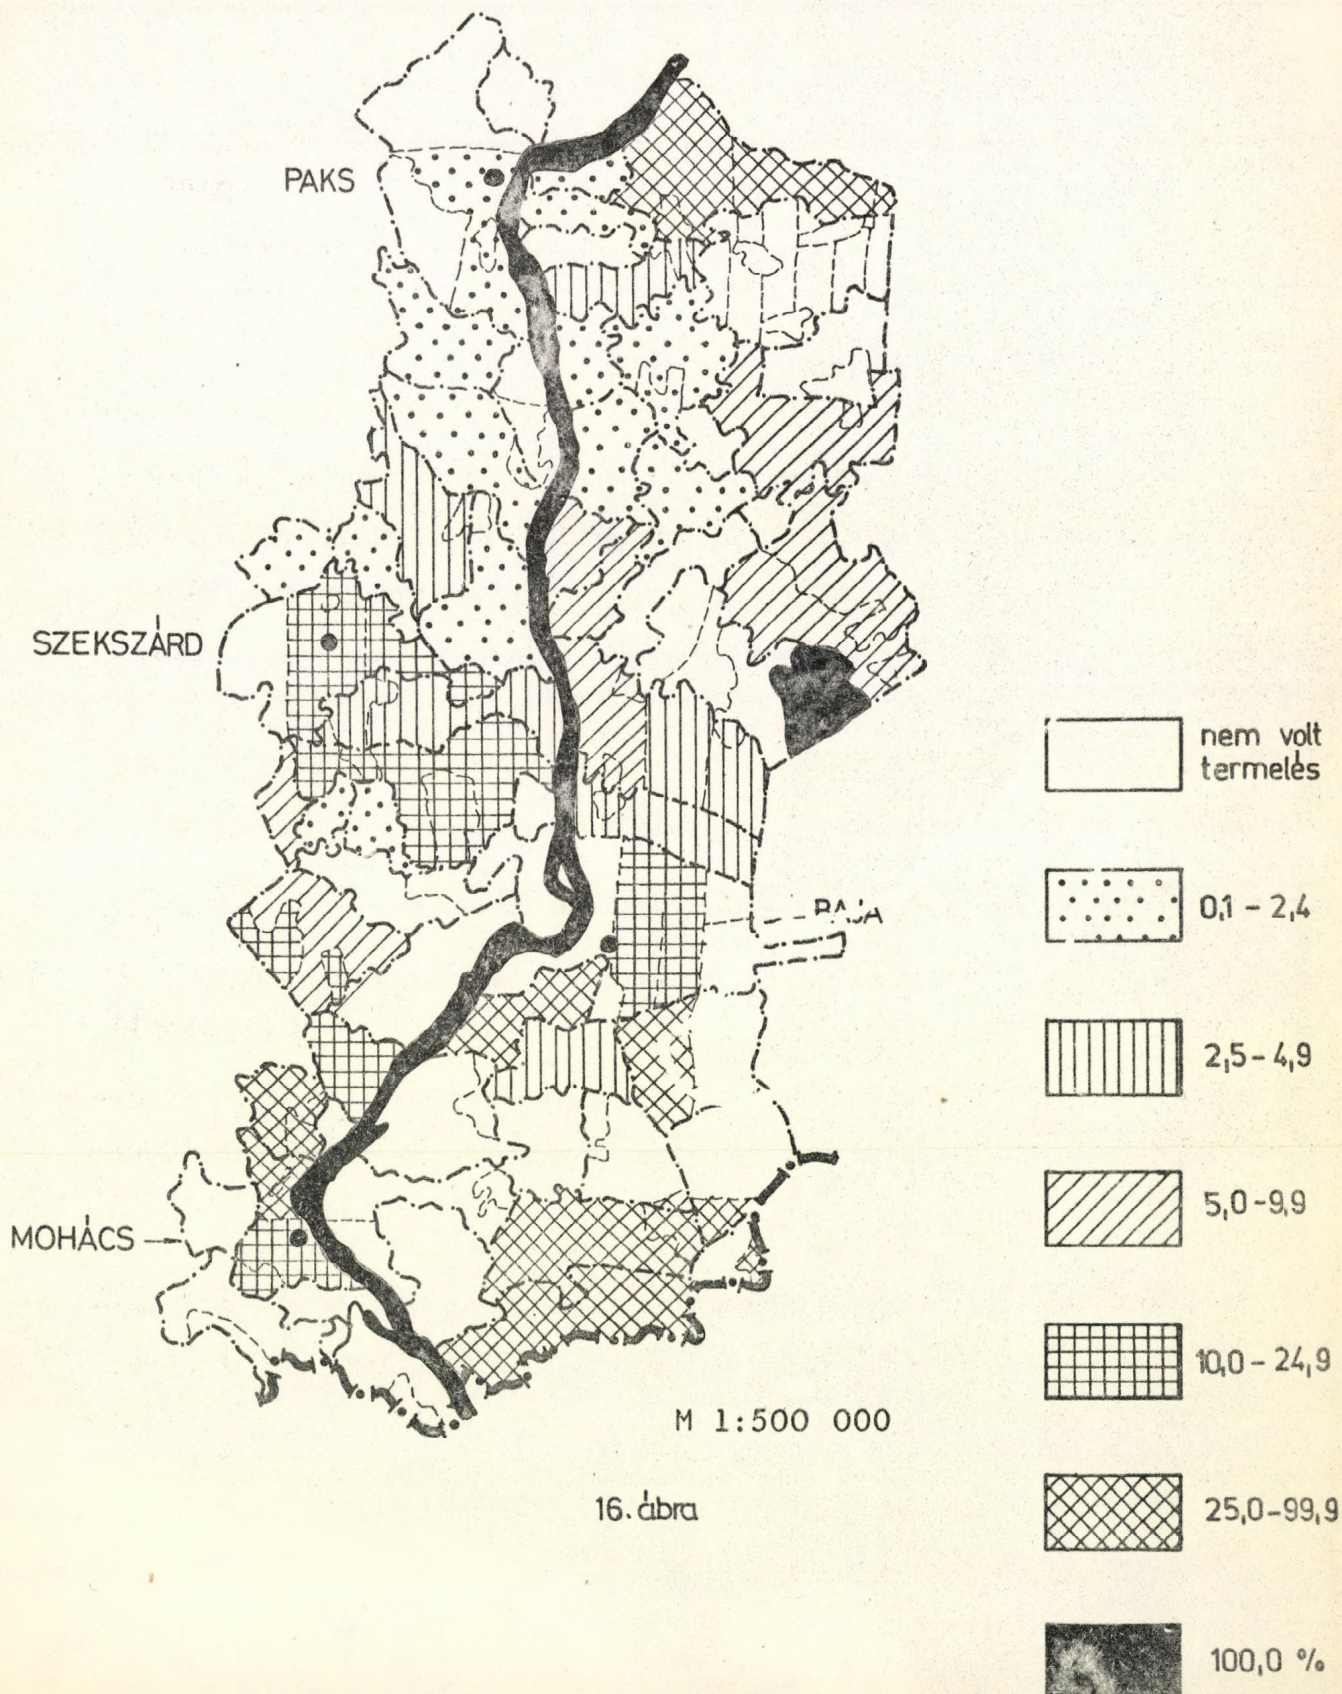 PAKS
SZEKSZÁRD
nem volt
termelés
0,1 - 2,4
BAJA
2,5 - 4,9
5,0 - 9,9
MOHÁCS
10,0 - 24,9
M 1:500 000
25,0 - 99,9
16. ábra
100,0 %